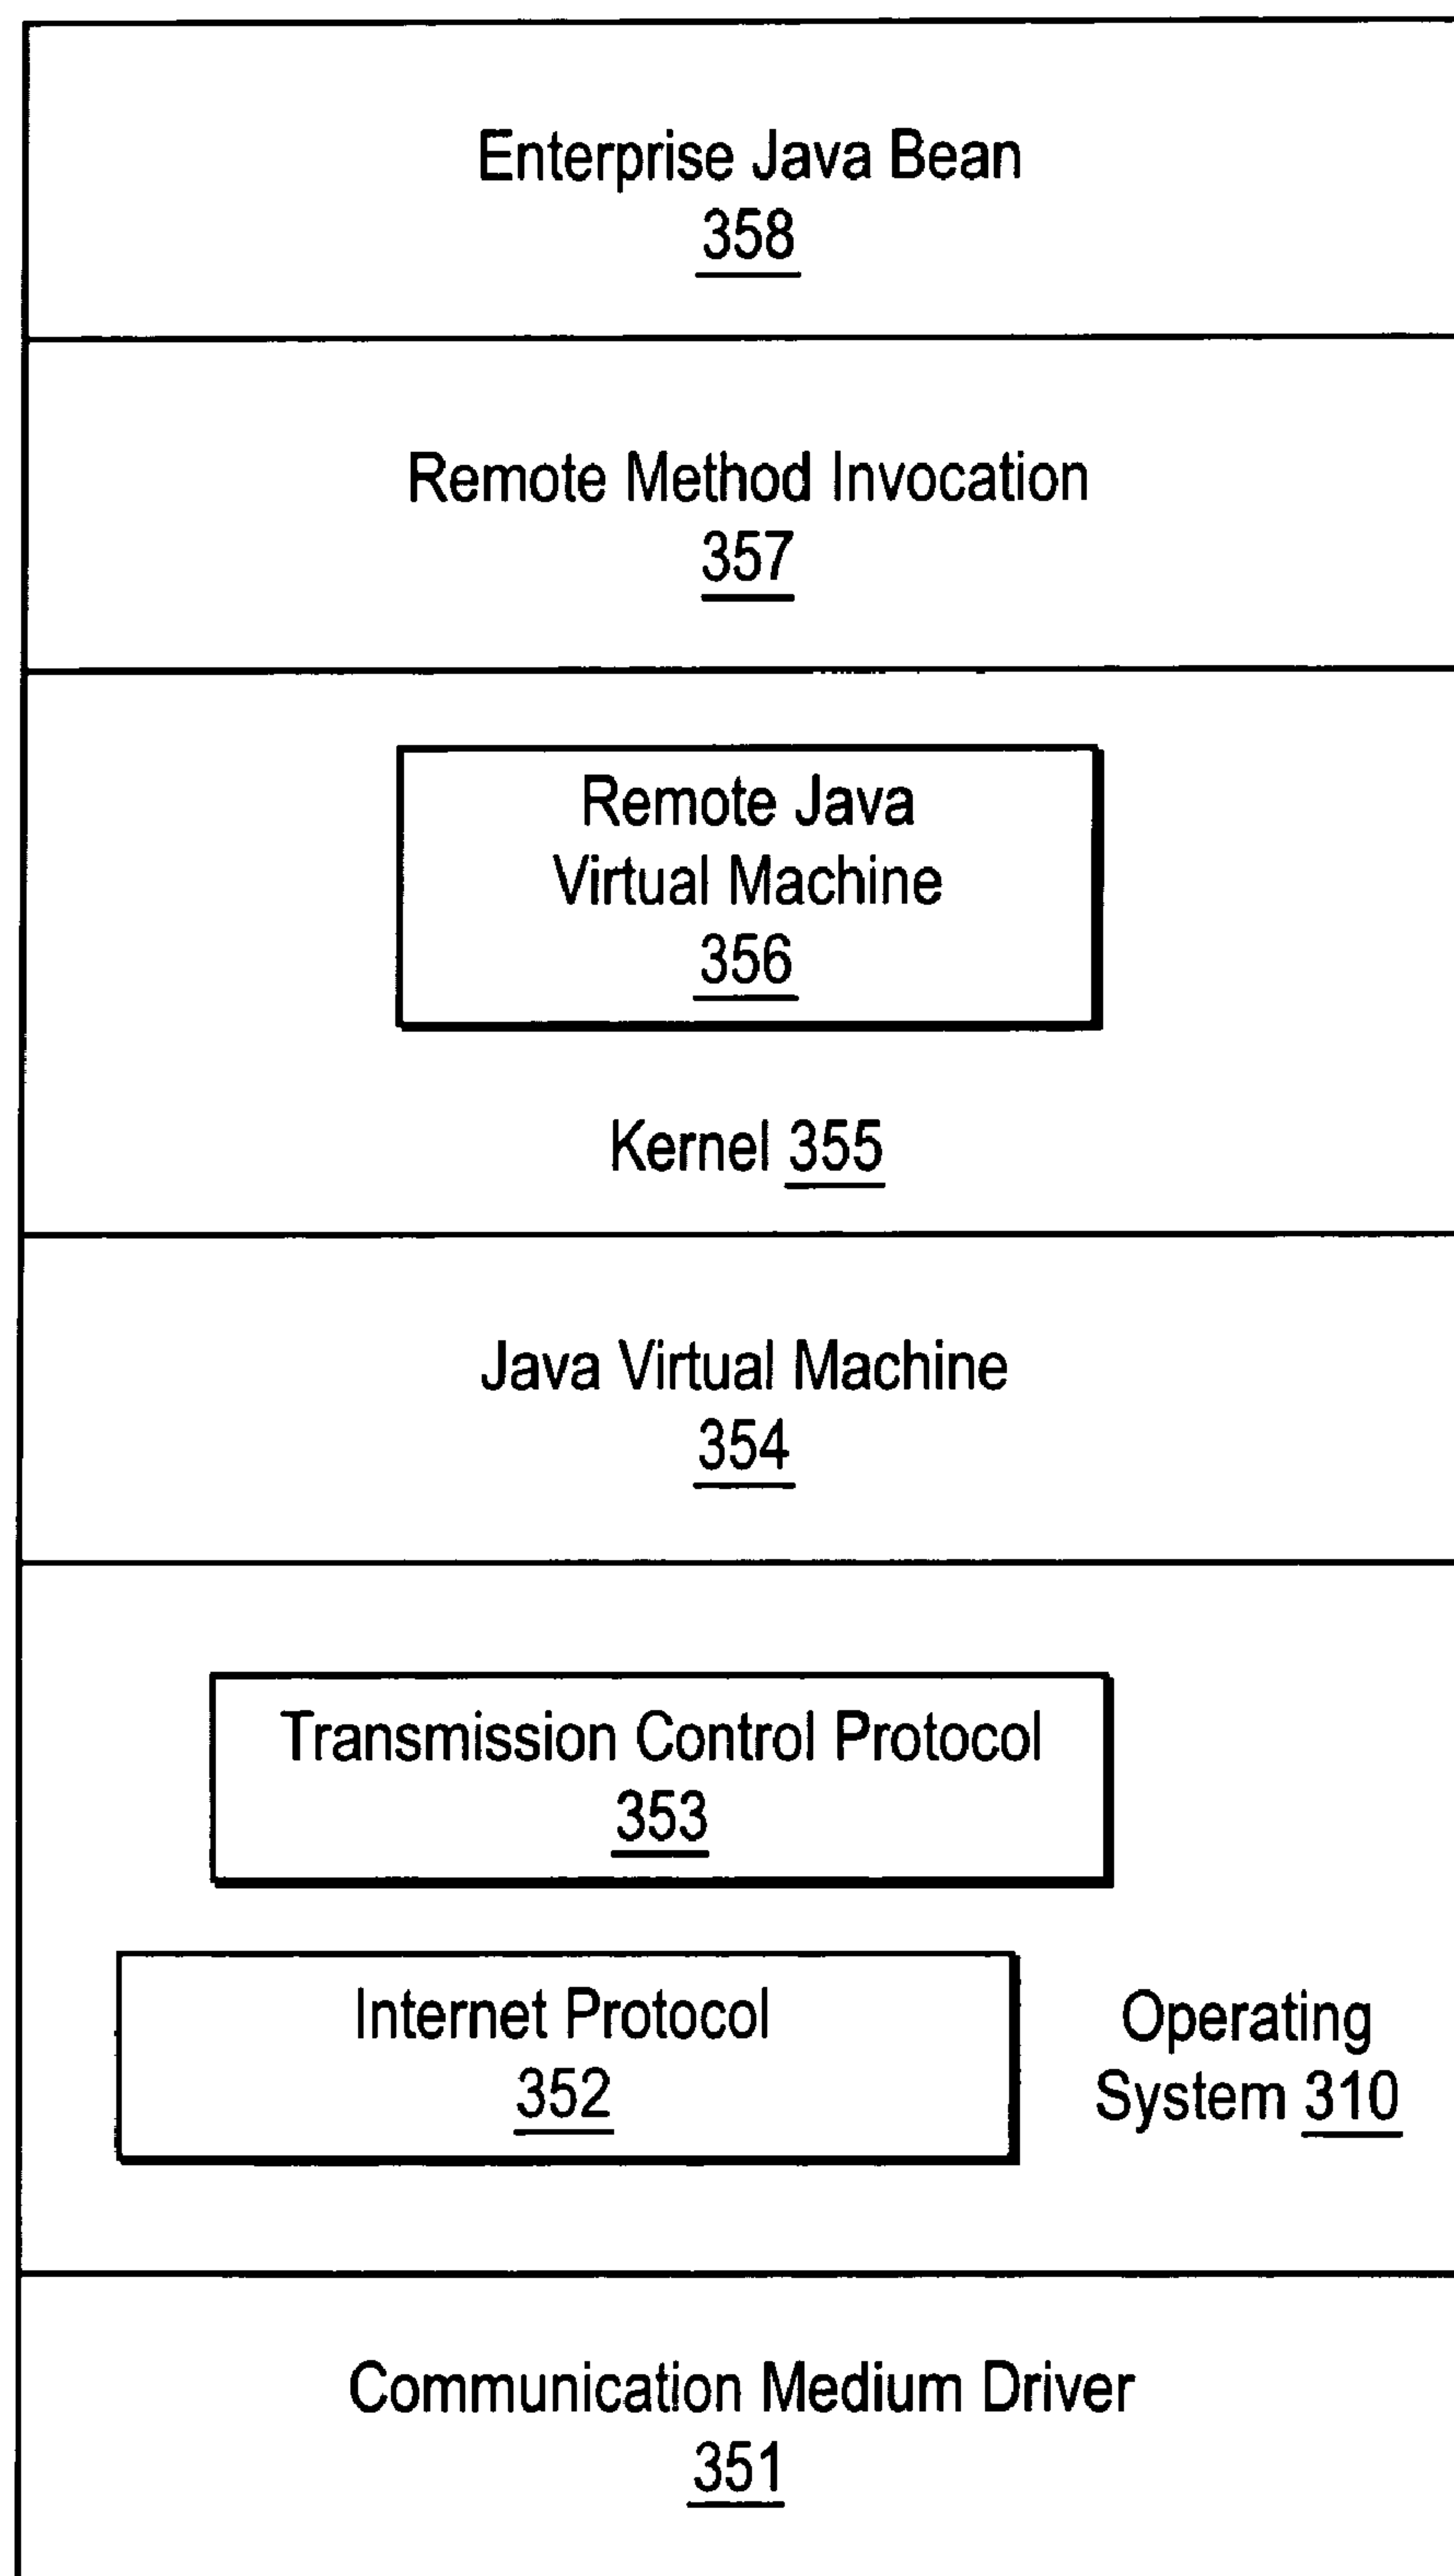 Enterprise Java Bean
358
Remote Method Invocation
357
Remote Java
Virtual Machine
356
Kernel 355
Java Virtual Machine
354
Transmission Control Protocol
353
Internet Protocol
352
Operating
System 310
Communication Medium Driver
351